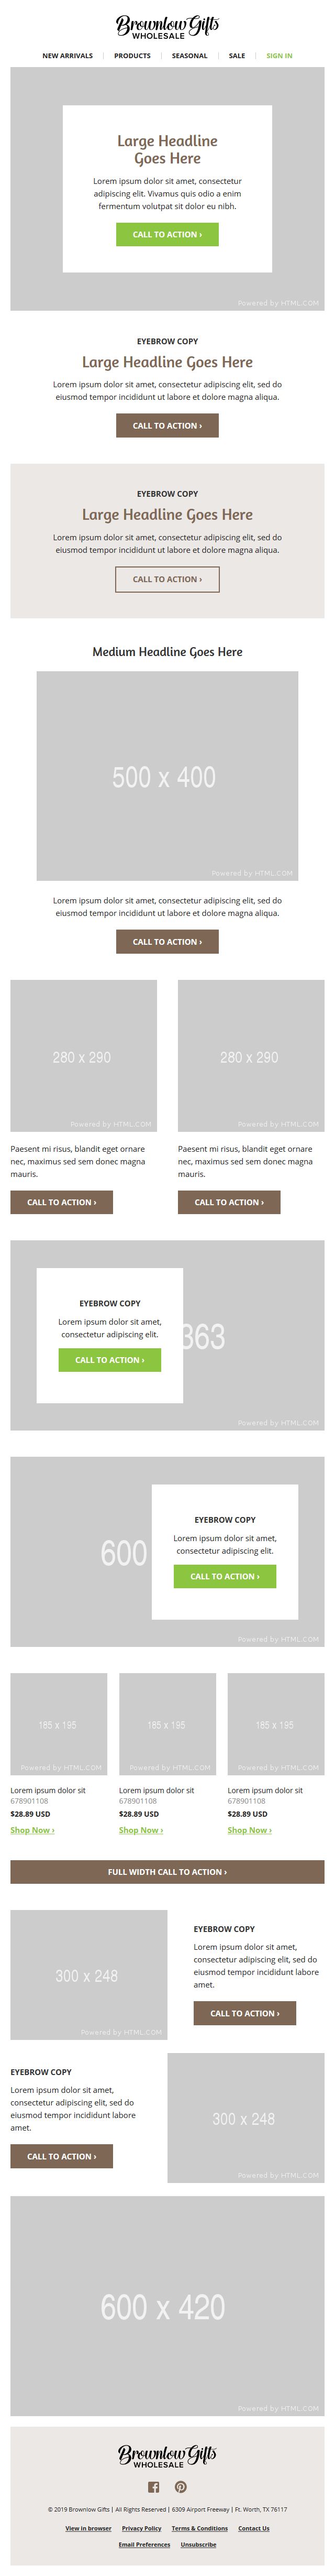 Brownlow Gifts
WHOLESALE
NEW ARRIVALS PRODUCTS SEASONAL SALE SIGN IN
Large Headline
Goes Here
Lorem ipsum dolor sit amet, consectetur
adipiscing elit. Vivamus quis odio a enim
fermentum volutpat sit dolor eu nibh.
CALL TO ACTION ›
Powered by HTML.COM
EYEBROW COPY
Large Headline Goes Here
Lorem ipsum dolor sit amet, consectetur adipiscing elit, sed do
eiusmod tempor incididunt ut labore et dolore magna aliqua.
CALL TO ACTION ›
EYEBROW COPY
Large Headline Goes Here
Lorem ipsum dolor sit amet, consectetur adipiscing elit, sed do
eiusmod tempor incididunt ut labore et dolore magna aliqua.
CALL TO ACTION ›
Medium Headline Goes Here
500 x 400
Powered by HTML.COM
Lorem ipsum dolor sit amet, consectetur adipiscing elit, sed do
eiusmod tempor incididunt ut labore et dolore magna aliqua.
CALL TO ACTION ›
280 x 290
Powered by HTML.COM
Paesent mi risus, blandit eget ornare
nec, maximus sed sem donec magna
mauris.
CALL TO ACTION ›
280 x 290
Powered by HTML.COM
Paesent mi risus, blandit eget ornare
nec, maximus sed sem donec magna
mauris.
CALL TO ACTION ›
EYEBROW COPY
Lorem ipsum dolor sit amet,
consectetur adipiscing elit.
CALL TO ACTION ›
363
Powered by HTML.COM
600
EYEBROW COPY
Lorem ipsum dolor sit amet,
consectetur adipiscing elit.
CALL TO ACTION ›
Powered by HTML.COM
185 x 195
Powered by HTML.COM
Lorem ipsum dolor sit
678901108
$28.89 USD
Shop Now ›
185 x 195
Powered by HTML.COM
Lorem ipsum dolor sit
678901108
$28.89 USD
Shop Now ›
185 x 195
Powered by HTML.COM
Lorem ipsum dolor sit
678901108
$28.89 USD
Shop Now ›
FULL WIDTH CALL TO ACTION ›
300 x 248
Powered by HTML.COM
EYEBROW COPY
Lorem ipsum dolor sit amet,
consectetur adipiscing elit, sed do
eiusmod tempor incididunt labore
amet.
CALL TO ACTION ›
EYEBROW COPY
Lorem ipsum dolor sit amet,
consectetur adipiscing elit, sed do
eiusmod tempor incididunt labore
amet.
CALL TO ACTION ›
300 x 248
Powered by HTML.COM
600 x 420
Powered by HTML.COM
Brownlow Gifts
WHOLESALE
© 2019 Brownlow Gifts | All Rights Reserved | 6309 Airport Freeway | Ft. Worth, TX 76117
View in browser Privacy Policy Terms & Conditions Contact Us
Email Preferences Unsubscribe